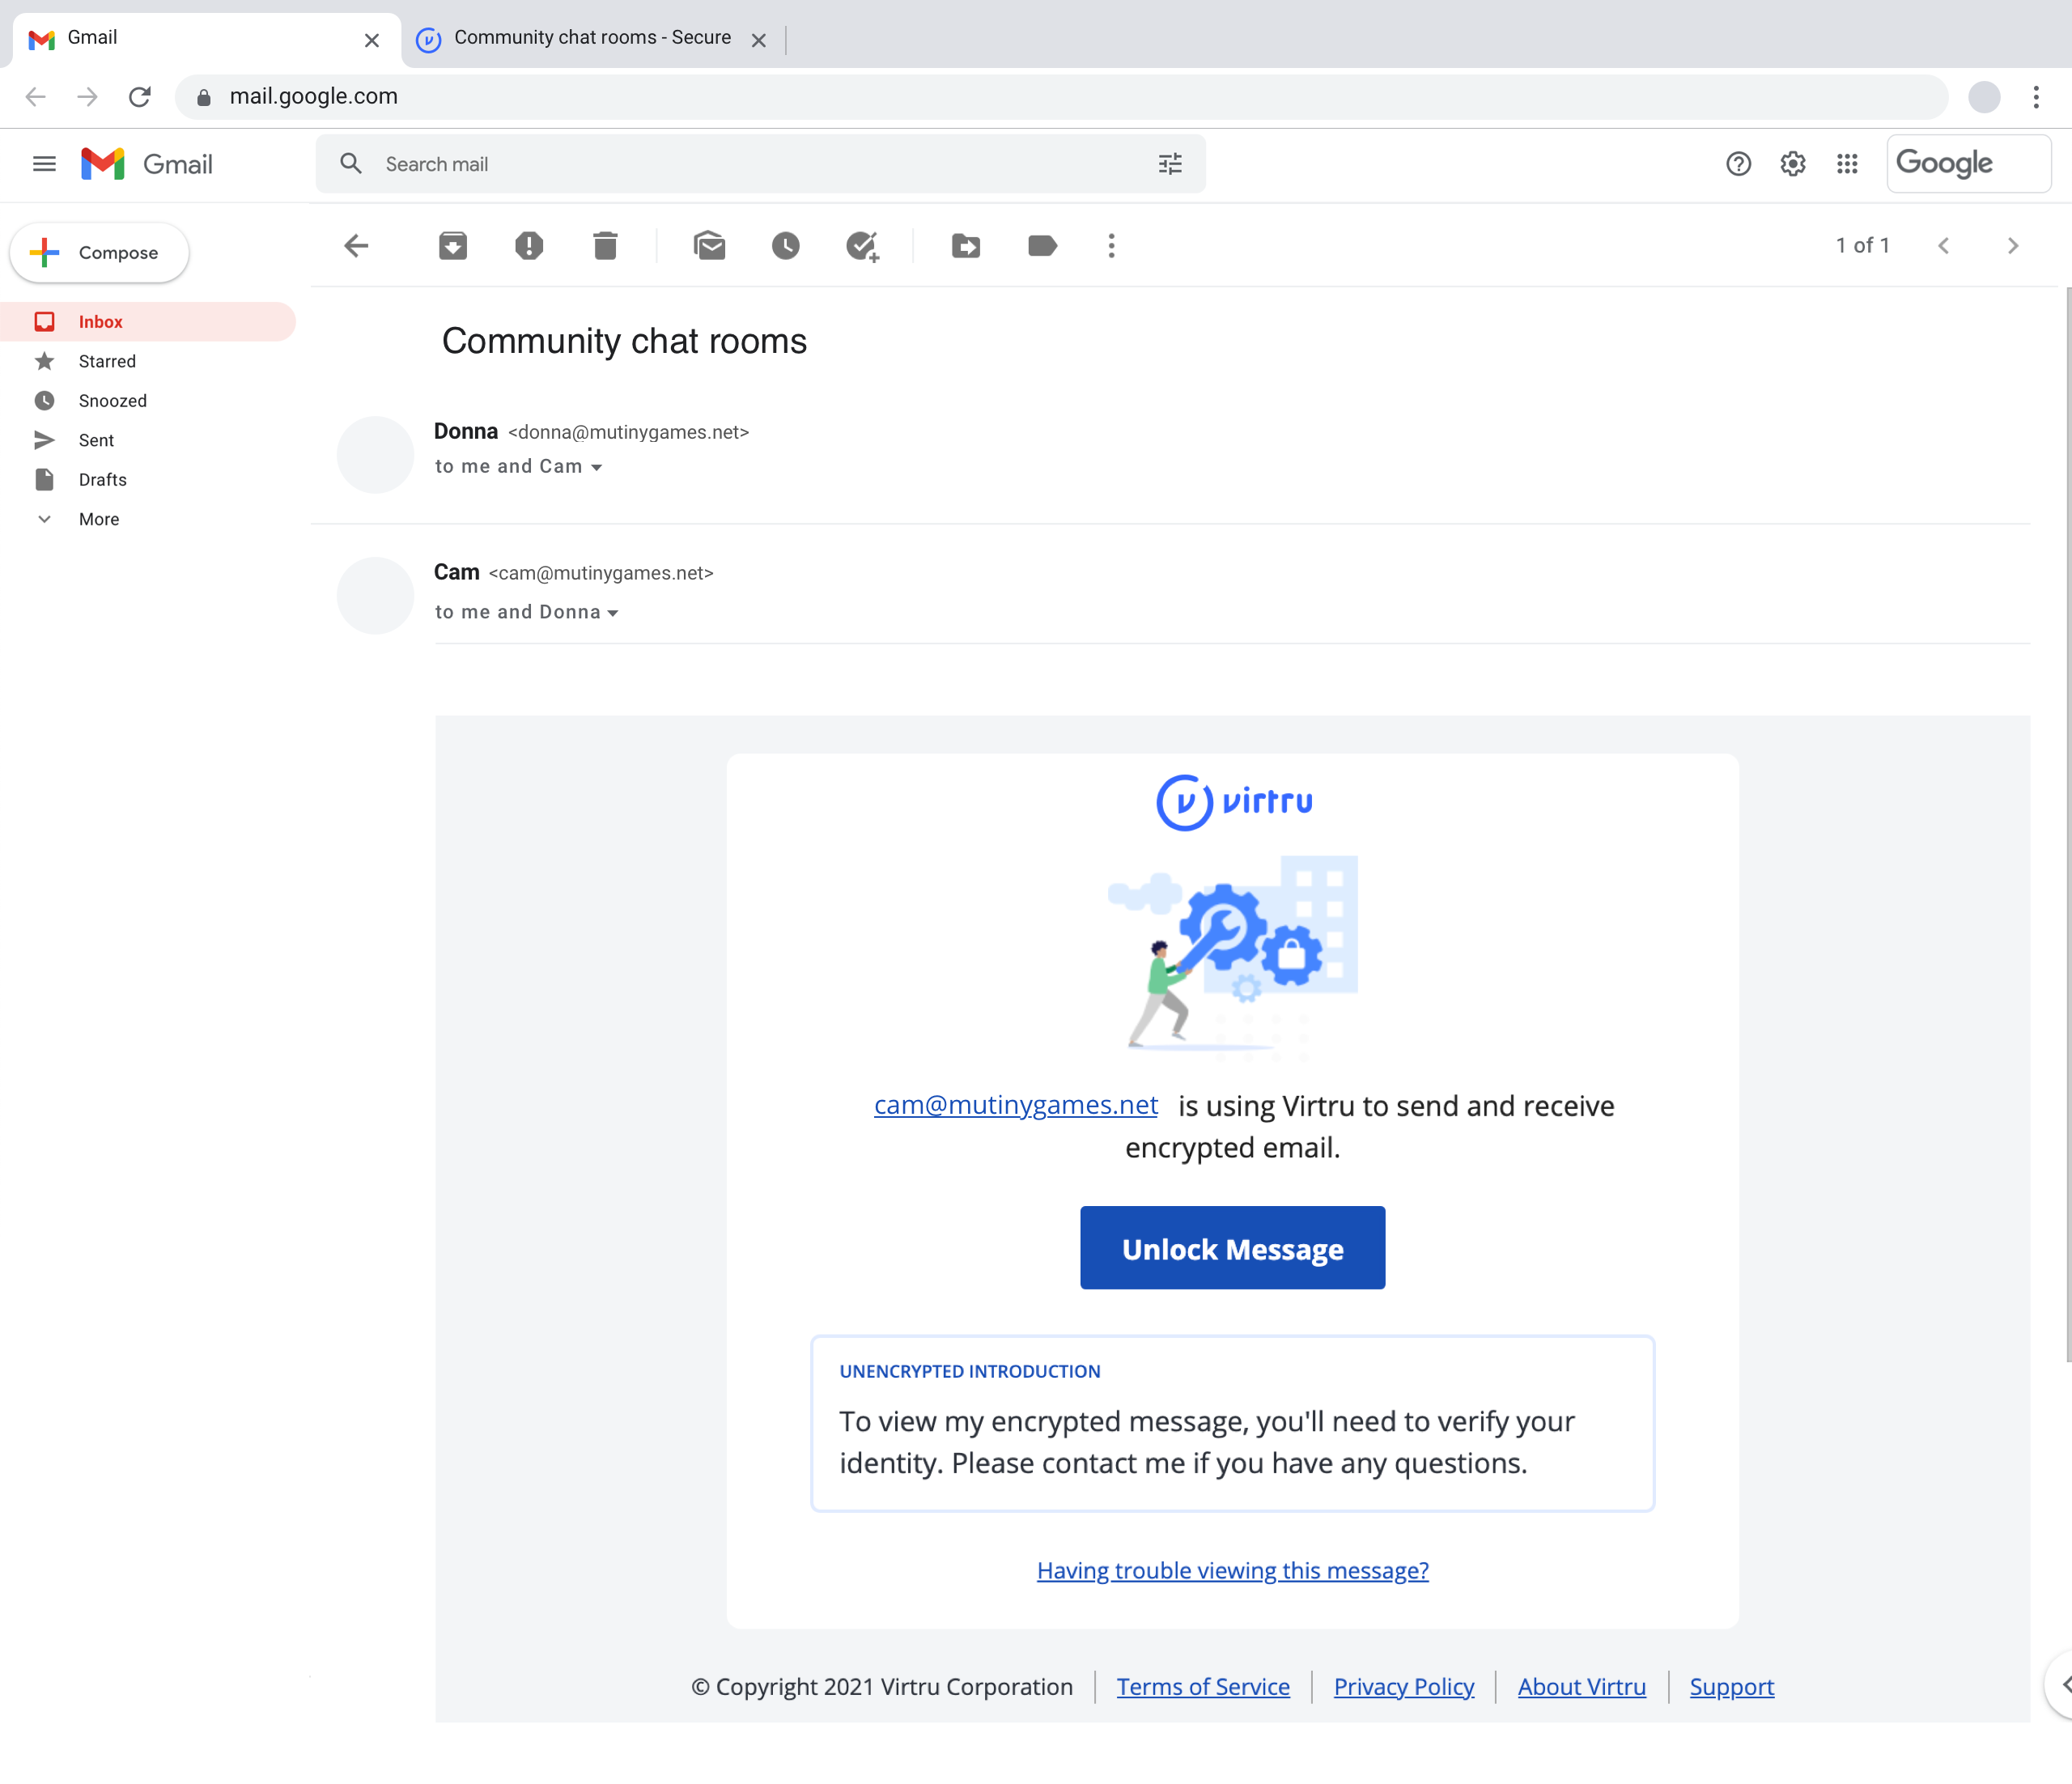 Gmail
Community chat rooms - Secure
mail.google.com
Gmail
Search mail
Google
Compose
1 of 1
Inbox
Starred
Snoozed
Sent
Drafts
More
Community chat rooms
Donna <donna@mutinygames.net>
to me and Cam
Cam <cam@mutinygames.net>
to me and Donna
virtru
cam@mutinygames.net is using Virtru to send and receive
encrypted email.
Unlock Message
UNENCRYPTED INTRODUCTION
To view my encrypted message, you'll need to verify your
identity. Please contact me if you have any questions.
Having trouble viewing this message?
© Copyright 2021 Virtru Corporation Terms of Service Privacy Policy About Virtru Support